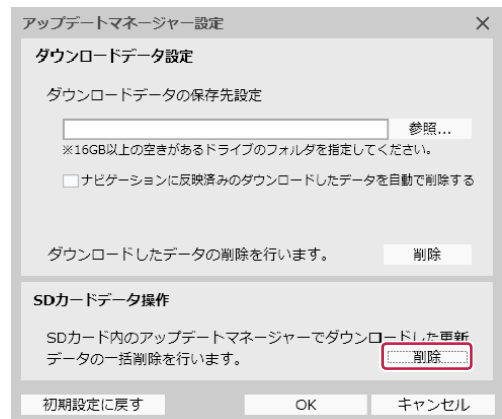 アップデートマネージャー設定
ダウンロードデータ設定
ダウンロードデータの保存先設定
参照...
※16GB以上の空きがあるドライブのフォルダを指定してください。
ナビゲーションに反映済みのダウンロードしたデータを自動で削除する
ダウンロードしたデータの削除を行います。 削除
SDカードデータ操作
SDカード内のアップデートマネージャーでダウンロードした更新
データの一括削除を行います。 削除
初期設定に戻す OK キャンセル